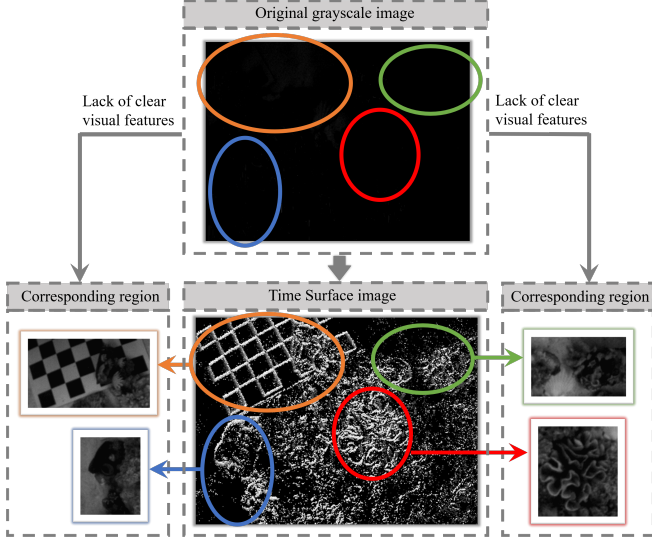 Original grayscale image
Lack of clear
visual features
Lack of clear
visual features
Corresponding region
Time Surface image
Corresponding region